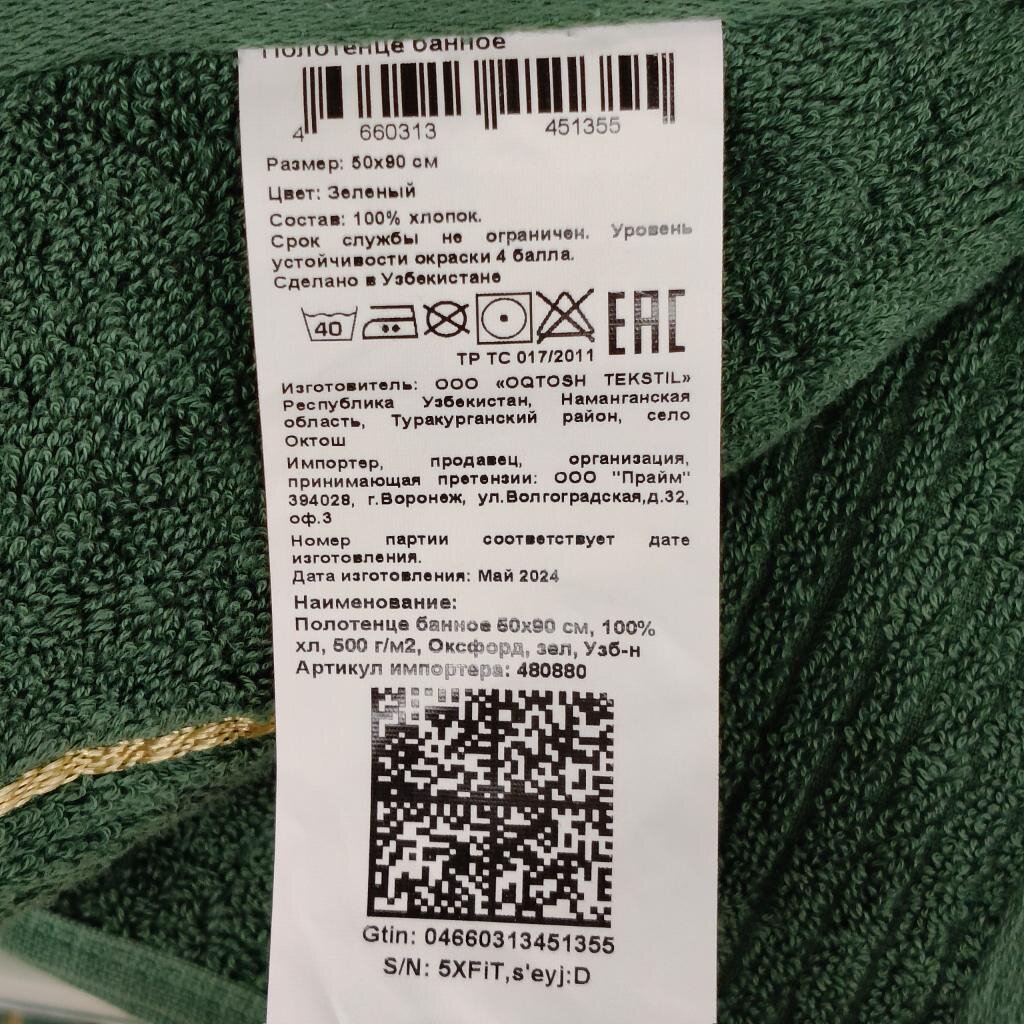 Полотенце банное
4 660313 451355
Размер: 50х90 см
Цвет: Зеленый
Состав: 100% хлопок.
Срок службы не ограничен. Уровень
устойчивости окраски 4 балла.
Сделано в Узбекистане
40
ЕАС
ТР ТС 017/2011
Изготовитель: ООО «OQTOSH TEKSTIL»
Республика Узбекистан, Наманганская
область, Туракурганский район, село
Октош
Импортер, продавец, организация,
принимающая претензии: ООО "Прайм"
394028, г.Воронеж, ул.Волгоградская,д.32,
оф.3
Номер партии соответствует дате
изготовления.
Дата изготовления: Май 2024
Наименование:
Полотенце банное 50х90 см, 100%
хл, 500 г/м2, Оксфорд, зел, Узб-н
Артикул импортера: 480880
Gtin: 04660313451355
S/N: 5XFiT,s'eyj:D